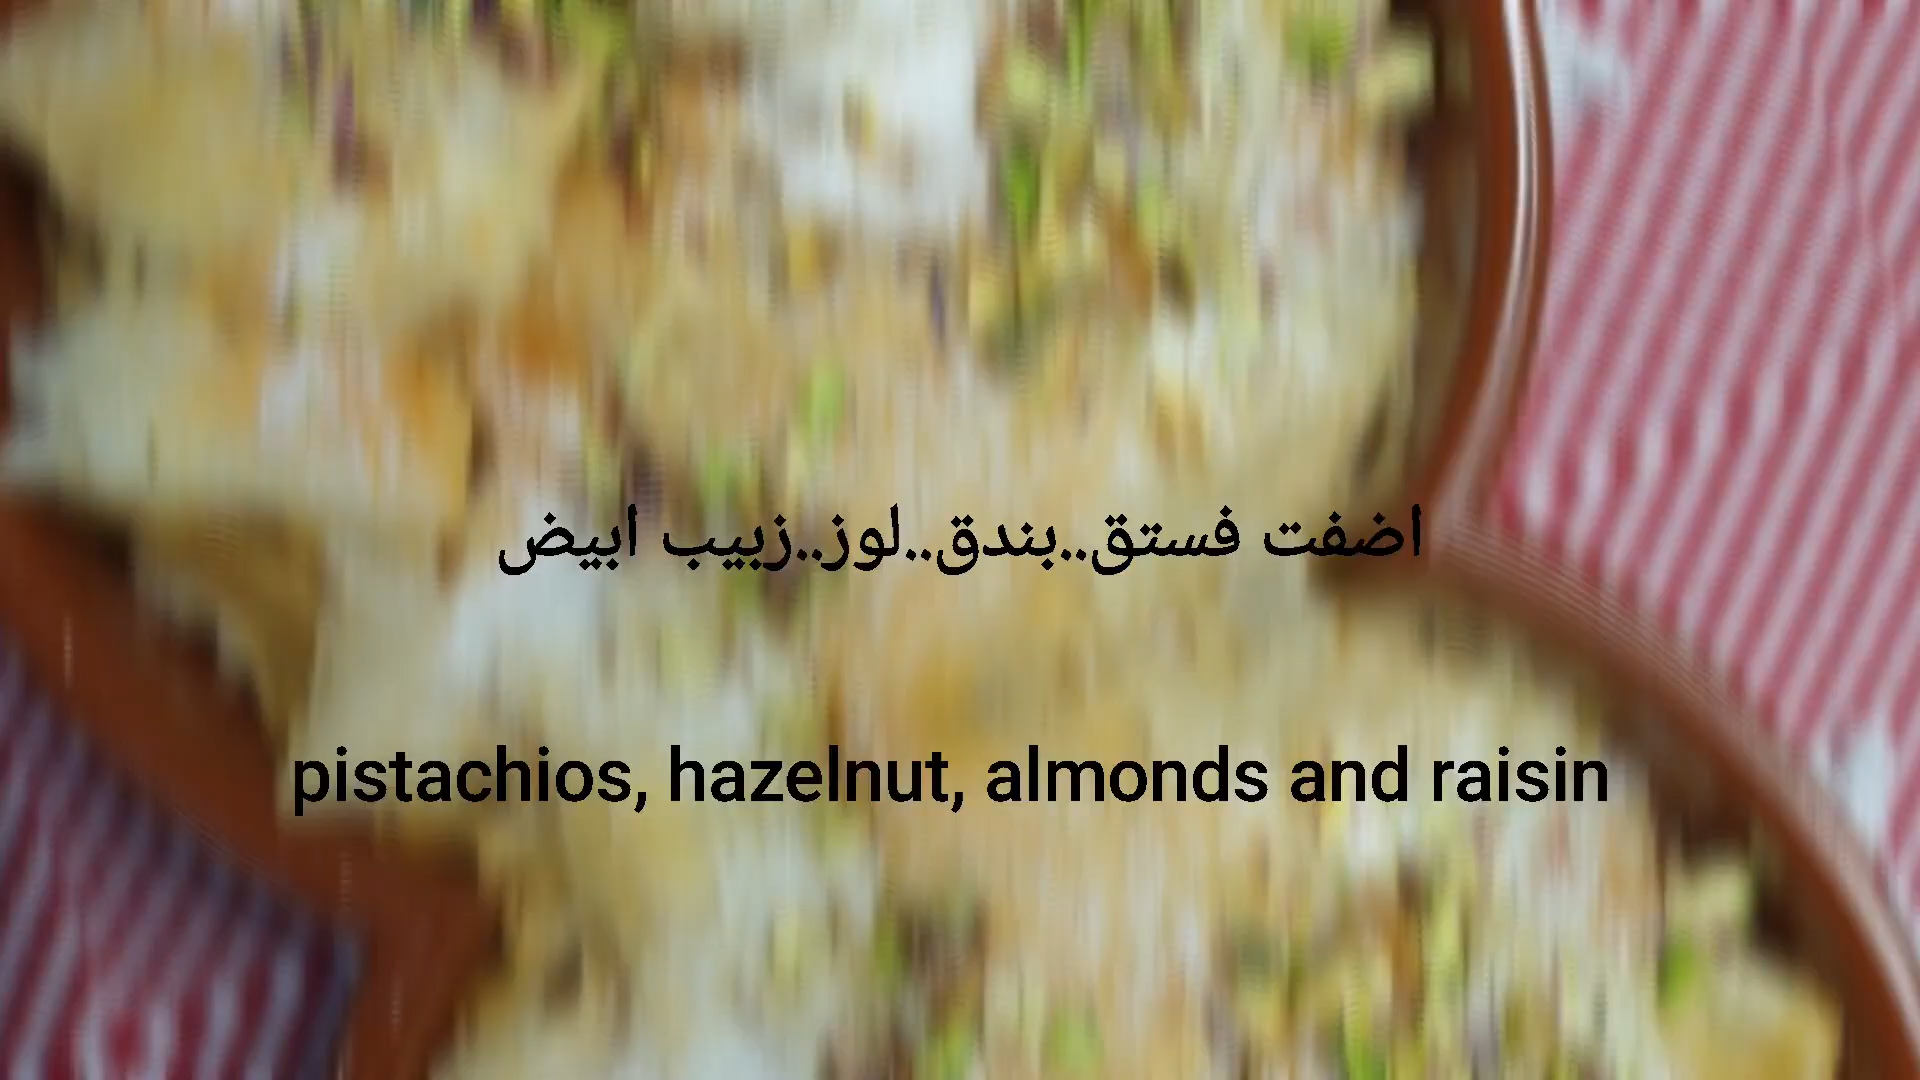 اضفت فستق..بندق..لوز..زبيب ابيض
pistachios, hazelnut, almonds and raisin